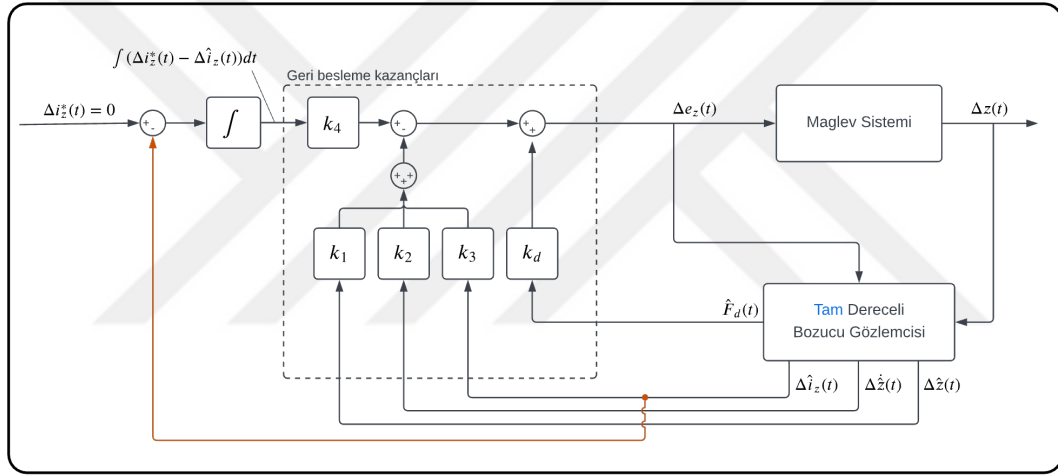 ∫(Δi*_z(t) − Δî_z(t))dt
Geri besleme kazançları
Δi*_z(t) = 0
+
-
∫
k_4
+
-
+
+
Δe_z(t)
Maglev Sistemi
Δz(t)
+
+
+
k_1
k_2
k_3
k_d
F̂_d(t)
Tam Dereceli
Bozucu Gözlemcisi
Δî_z(t)
Δẑ̇(t)
Δẑ(t)